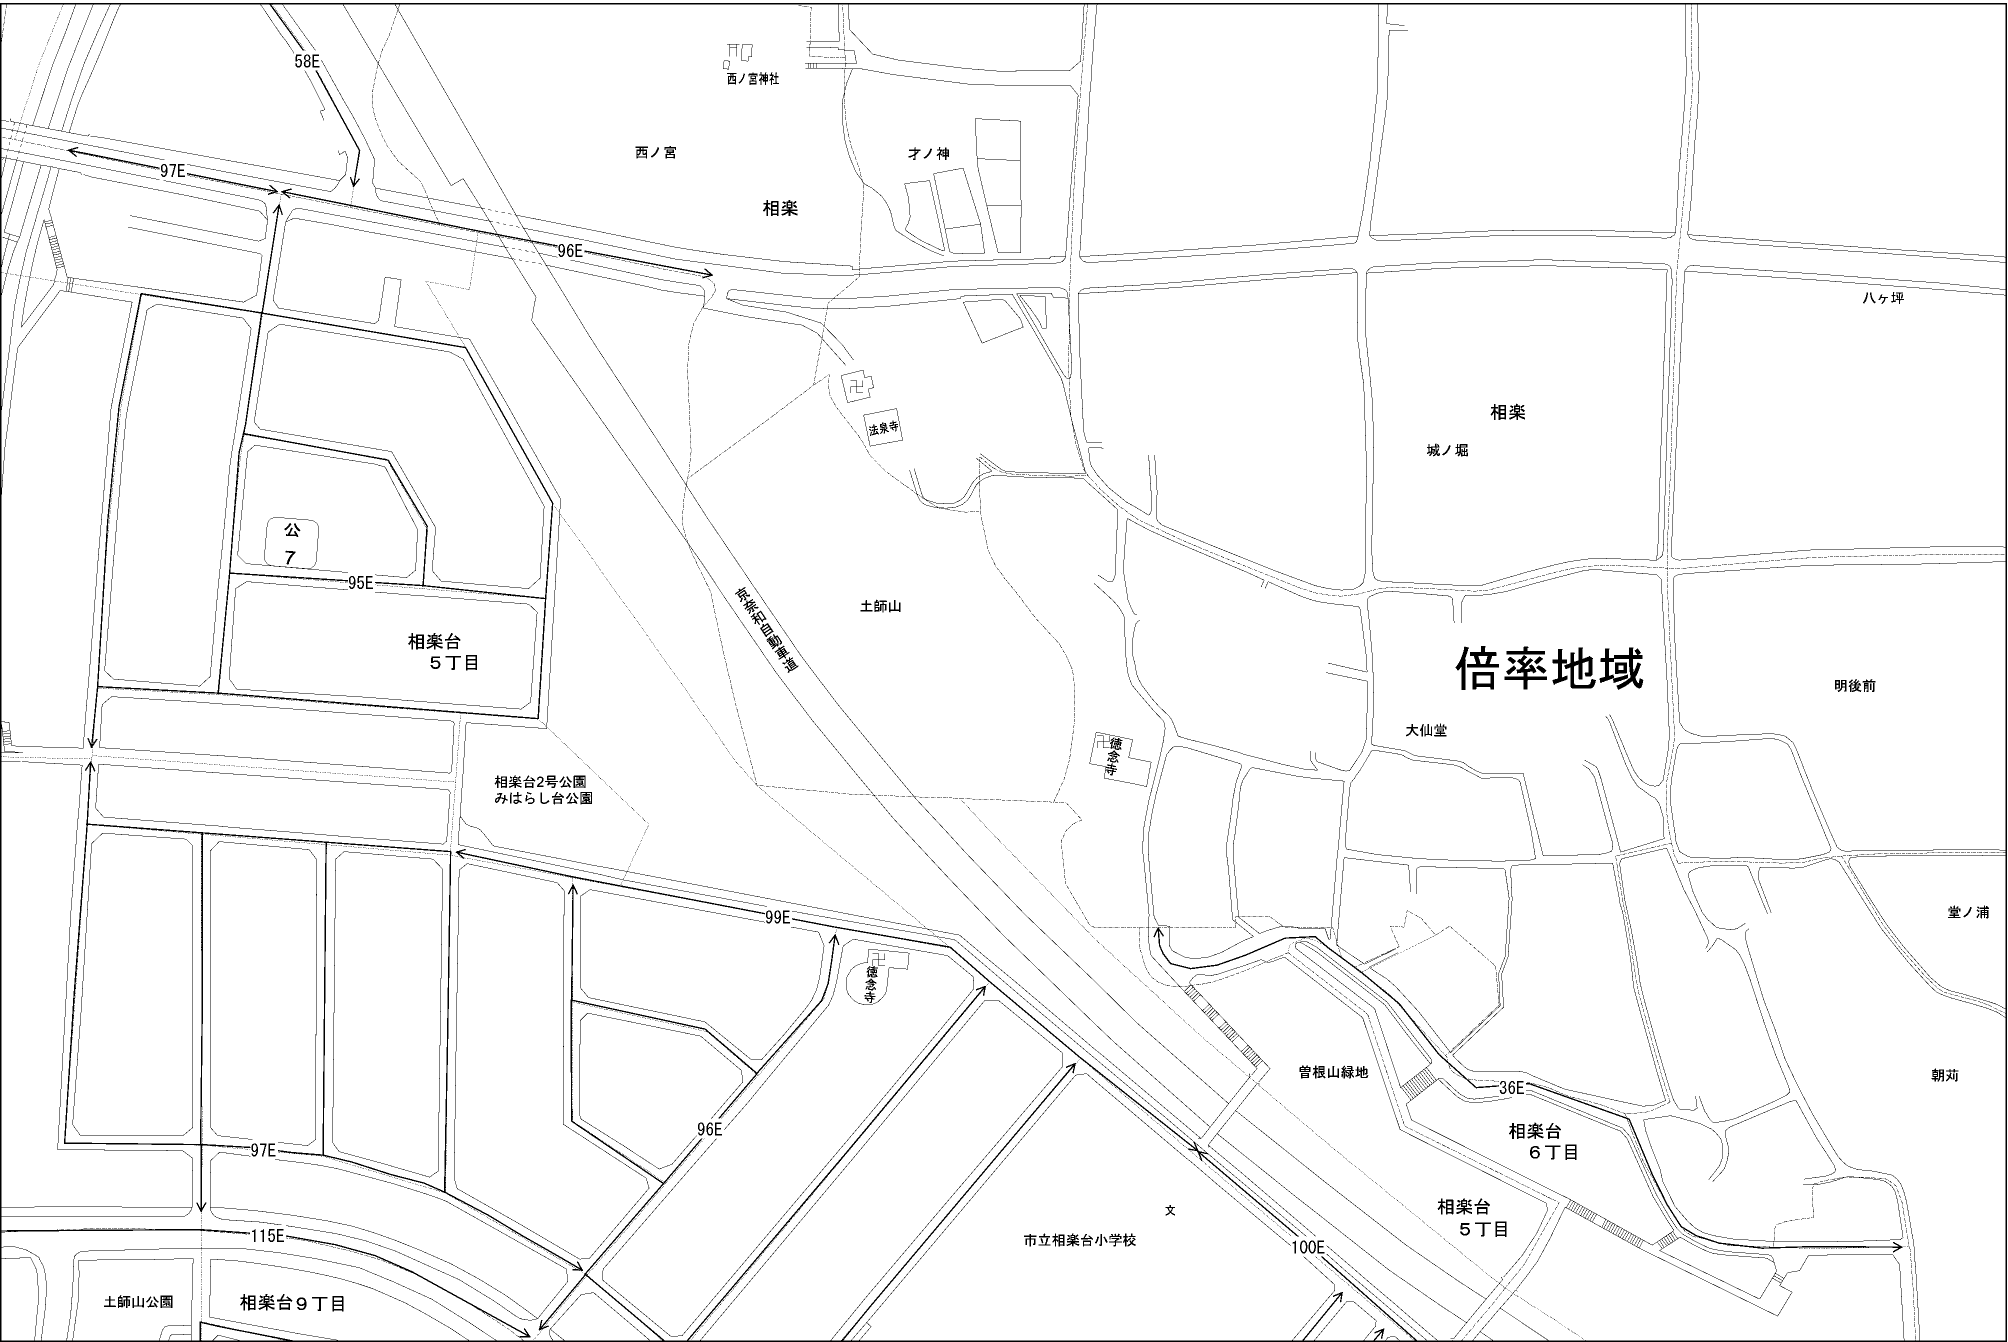 58E
西ノ宮神社
97E
西ノ宮
才ノ神
相楽
96E
八ヶ坪
相楽
法泉寺
城ノ堀
公
7
95E
京奈和自動車道
土師山
相楽台
5丁目
倍率地域
明後前
大仙堂
徳念寺
相楽台2号公園
みはらし台公園
99E
堂ノ浦
徳念寺
曽根山緑地
朝苅
36E
96E
相楽台
6丁目
97E
相楽台
5丁目
文
115E
市立相楽台小学校
100E
土師山公園
相楽台9丁目